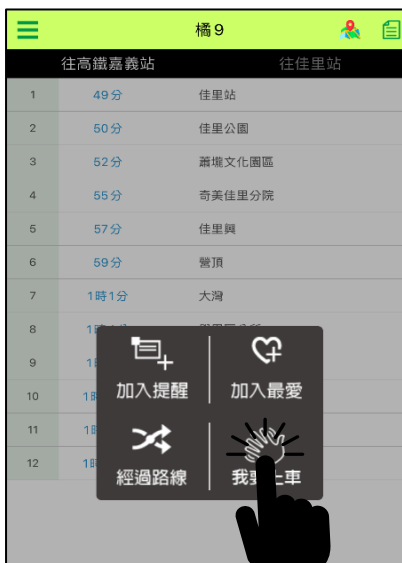 橘9
往高鐵嘉義站 往佳里站
1 49分 佳里站
2 50分 佳里公園
3 52分 蕭壠文化園區
4 55分 奇美佳里分院
5 57分 佳里興
6 59分 營頂
7 1時1分 大灣
8
9
10
11
12
加入提醒 加入最愛
經過路線 我要上車